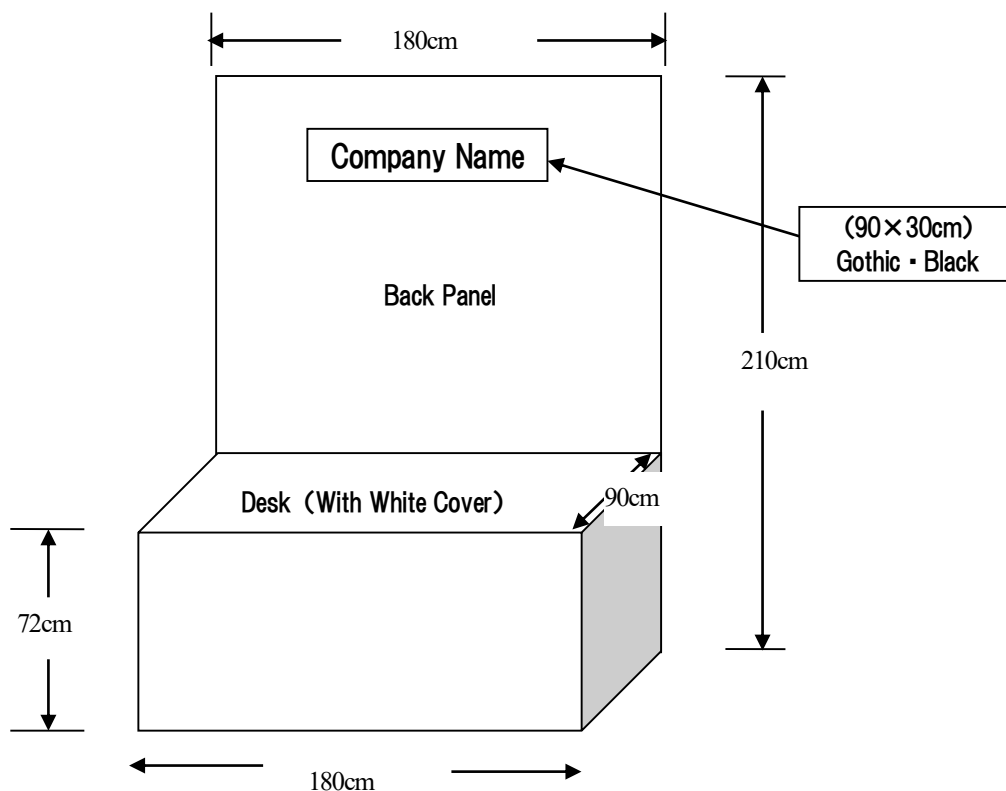 180cm
Company Name
(90×30cm)
Gothic・Black
Back Panel
210cm
Desk (With White Cover)
90cm
72cm
180cm